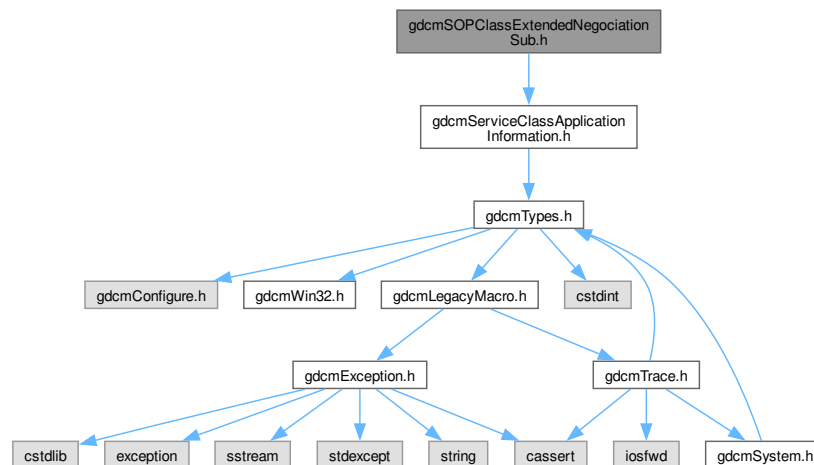 gdcmSOPClassExtendedNegociation
Sub.h
gdcmServiceClassApplication
Information.h
gdcmTypes.h
gdcmConfigure.h
gdcmWin32.h
gdcmLegacyMacro.h
cstdint
gdcmException.h
gdcmTrace.h
cstdlib
exception
sstream
stdexcept
string
cassert
iosfwd
gdcmSystem.h